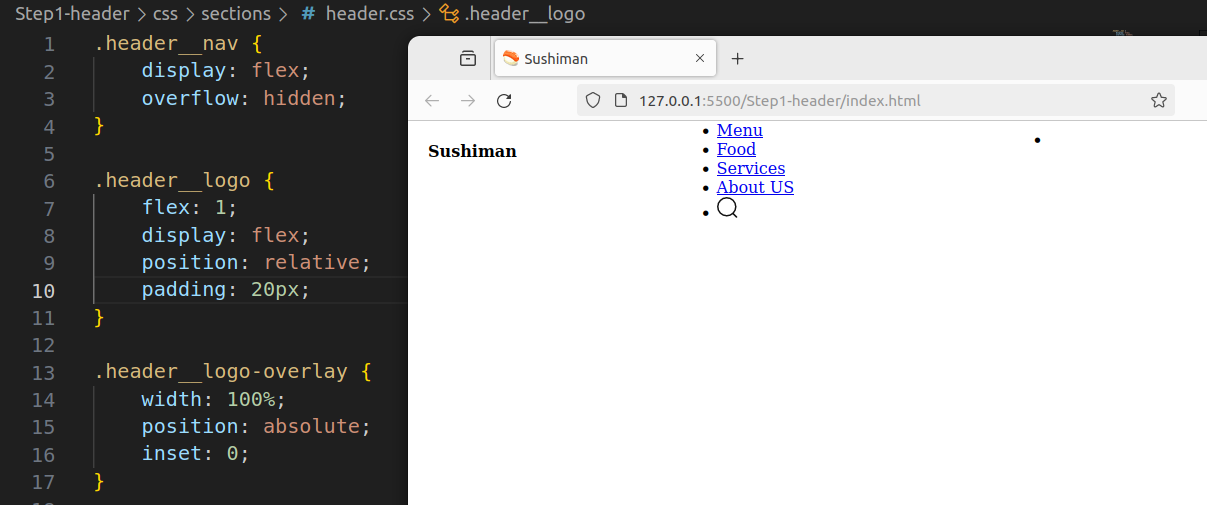 Step1-header > css > sections > # header.css > .header__logo
1 .header__nav {
2 display: flex;
3 overflow: hidden;
4 }
5
6 .header__logo {
7 flex: 1;
8 display: flex;
9 position: relative;
10 padding: 20px;
11 }
12
13 .header__logo-overlay {
14 width: 100%;
15 position: absolute;
16 inset: 0;
17 }
Sushiman
127.0.0.1:5500/Step1-header/index.html
Sushiman
• Menu
• Food
• Services
• About US
•
•